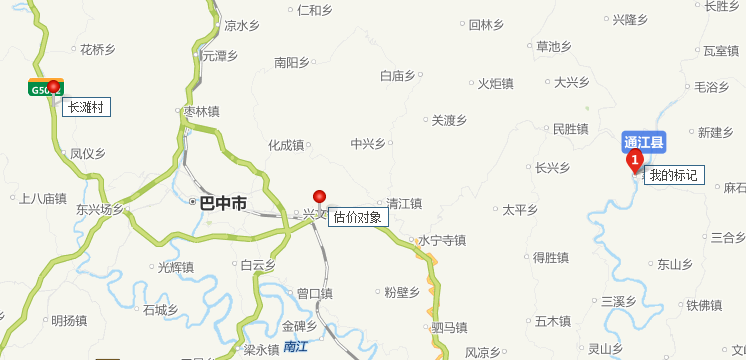 仁和乡
长胜乡
兴隆乡
凉水乡
回林乡
草池乡
花桥乡
瓦室镇
元潭乡
南阳乡
白庙乡
火炬镇
大兴乡
毛浴乡
长滩村
枣林镇
关渡乡
民胜镇
新建乡
通江县
化成镇
中兴乡
凤仪乡
1
长兴乡
我的标记
麻石
上八庙镇
巴中市
清江镇
东兴场乡
兴文
估价对象
太平乡
水宁寺镇
三合乡
得胜镇
光辉镇
白云乡
东山乡
曾口镇
粉壁乡
三溪乡
铁佛镇
石城乡
明扬镇
金碑乡
驷马镇
五木镇
南江
梁永镇
风凉乡
灵山乡
文